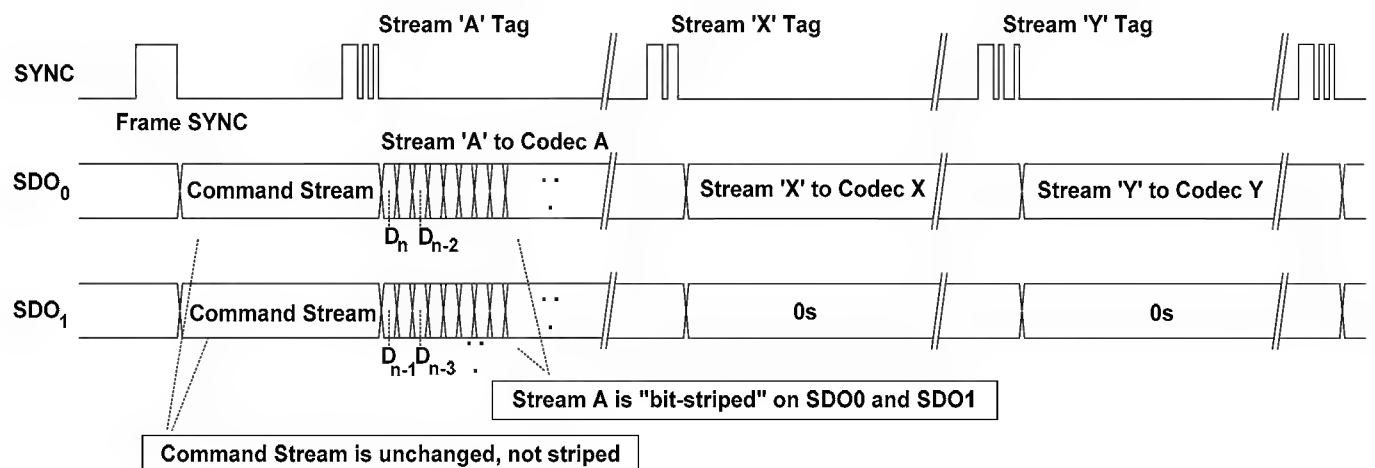 Stream 'A' Tag
Stream 'X' Tag
Stream 'Y' Tag
SYNC
Frame SYNC
Stream 'A' to Codec A
SDO0
Command Stream
Stream 'X' to Codec X
Stream 'Y' to Codec Y
Dn
Dn-2
SDO1
Command Stream
0s
0s
Dn-1
Dn-3
Stream A is "bit-striped" on SDO0 and SDO1
Command Stream is unchanged, not striped